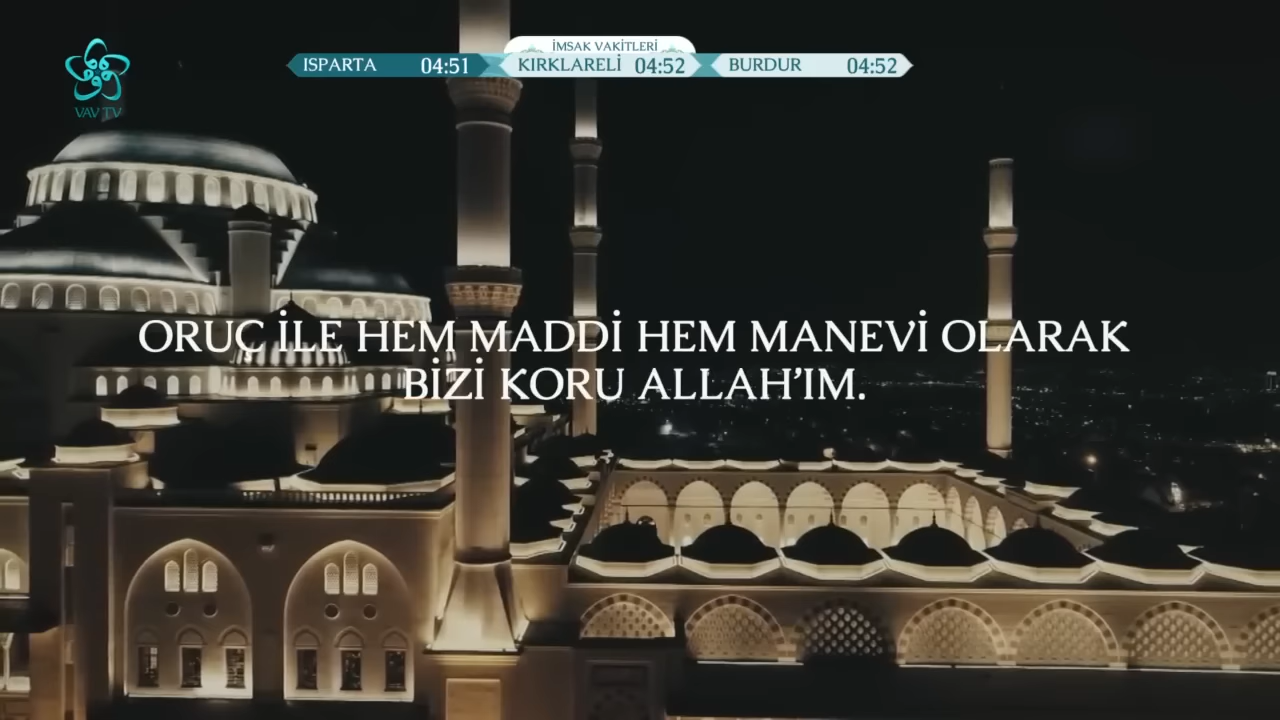 İMSAK VAKİTLERİ
ISPARTA 04:51 KIRKLARELİ 04:52 BURDUR 04:52
VAV TV
ORUÇ İLE HEM MADDİ HEM MANEVİ OLARAK
BİZİ KORU ALLAH'IM.